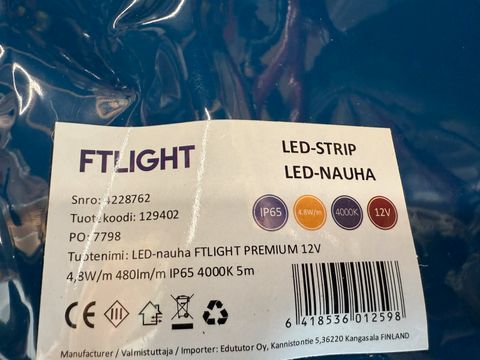 FTLIGHT
LED-STRIP
LED-NAUHA
Snro: 4228762
Tuotekoodi: 129402
PO: 7798
IP65 4.8W/m 4000K 12V
Tuotenimi: LED-nauha FTLIGHT PREMIUM 12V
4,8W/m 480lm/m IP65 4000K 5m
CE
6 418536 012598
Manufacturer / Valmistuttaja / Importer: Edututor Oy, Kannistontie 5,36220 Kangasala FINLAND